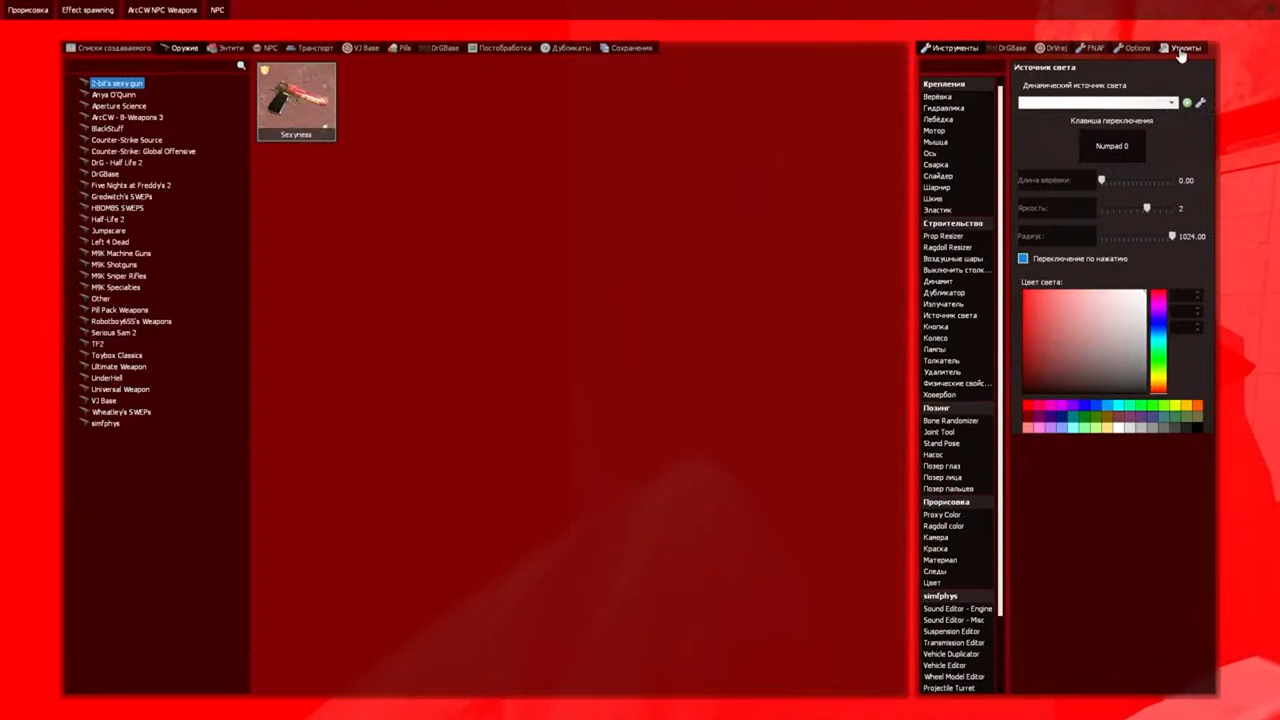 Прорисовка Effect spawning ArcCW NPC Weapons NPC
Списки создаваемого Оружие Энтити NPC Транспорт VJ Base Pills DrGBase Постобработка Дубликаты Сохранения
2-bit's sexy gun
Anya O'Quinn
Aperture Science
ArcCW - B-Weapons 3
BlackStuff
Counter-Strike Source
Counter-Strike: Global Offensive
DrG - Half Life 2
DrGBase
Five Nights at Freddy's 2
Gredwitch's SWEPs
HBOMBS SWEPS
Half-Life 2
Jumpscare
Left 4 Dead
M9K Machine Guns
M9K Shotguns
M9K Sniper Rifles
M9K Specialties
Other
Pill Pack Weapons
Robotboy655's Weapons
Serious Sam 2
TF2
Toybox Classics
Ultimate Weapon
UnderHell
Universal Weapon
VJ Base
Wheatley's SWEPs
simfphys
Sexyness
Инструменты DrGBase DrVrej FNAF Options Утилиты
Крепления
Верёвка
Гидравлика
Лебёдка
Мотор
Мышца
Ось
Сварка
Слайдер
Шарнир
Шкив
Эластик
Строительство
Prop Resizer
Ragdoll Resizer
Воздушные шары
Выключить столк...
Динамит
Дубликатор
Излучатель
Источник света
Кнопка
Колесо
Лампы
Толкатель
Удалитель
Физические свойс...
Ховербол
Позинг
Bone Randomizer
Joint Tool
Stand Pose
Насос
Позер глаз
Позер лица
Позер пальцев
Прорисовка
Proxy Color
Ragdoll color
Камера
Краска
Материал
Следы
Цвет
simfphys
Sound Editor - Engine
Sound Editor - Misc
Suspension Editor
Transmission Editor
Vehicle Duplicator
Vehicle Editor
Wheel Model Editor
Projectile Turret
Источник света
Динамический источник света
Клавиша переключения
Numpad 0
Длина верёвки: 0.00
Яркость: 2
Радиус: 1024.00
Переключение по нажатию
Цвет света: